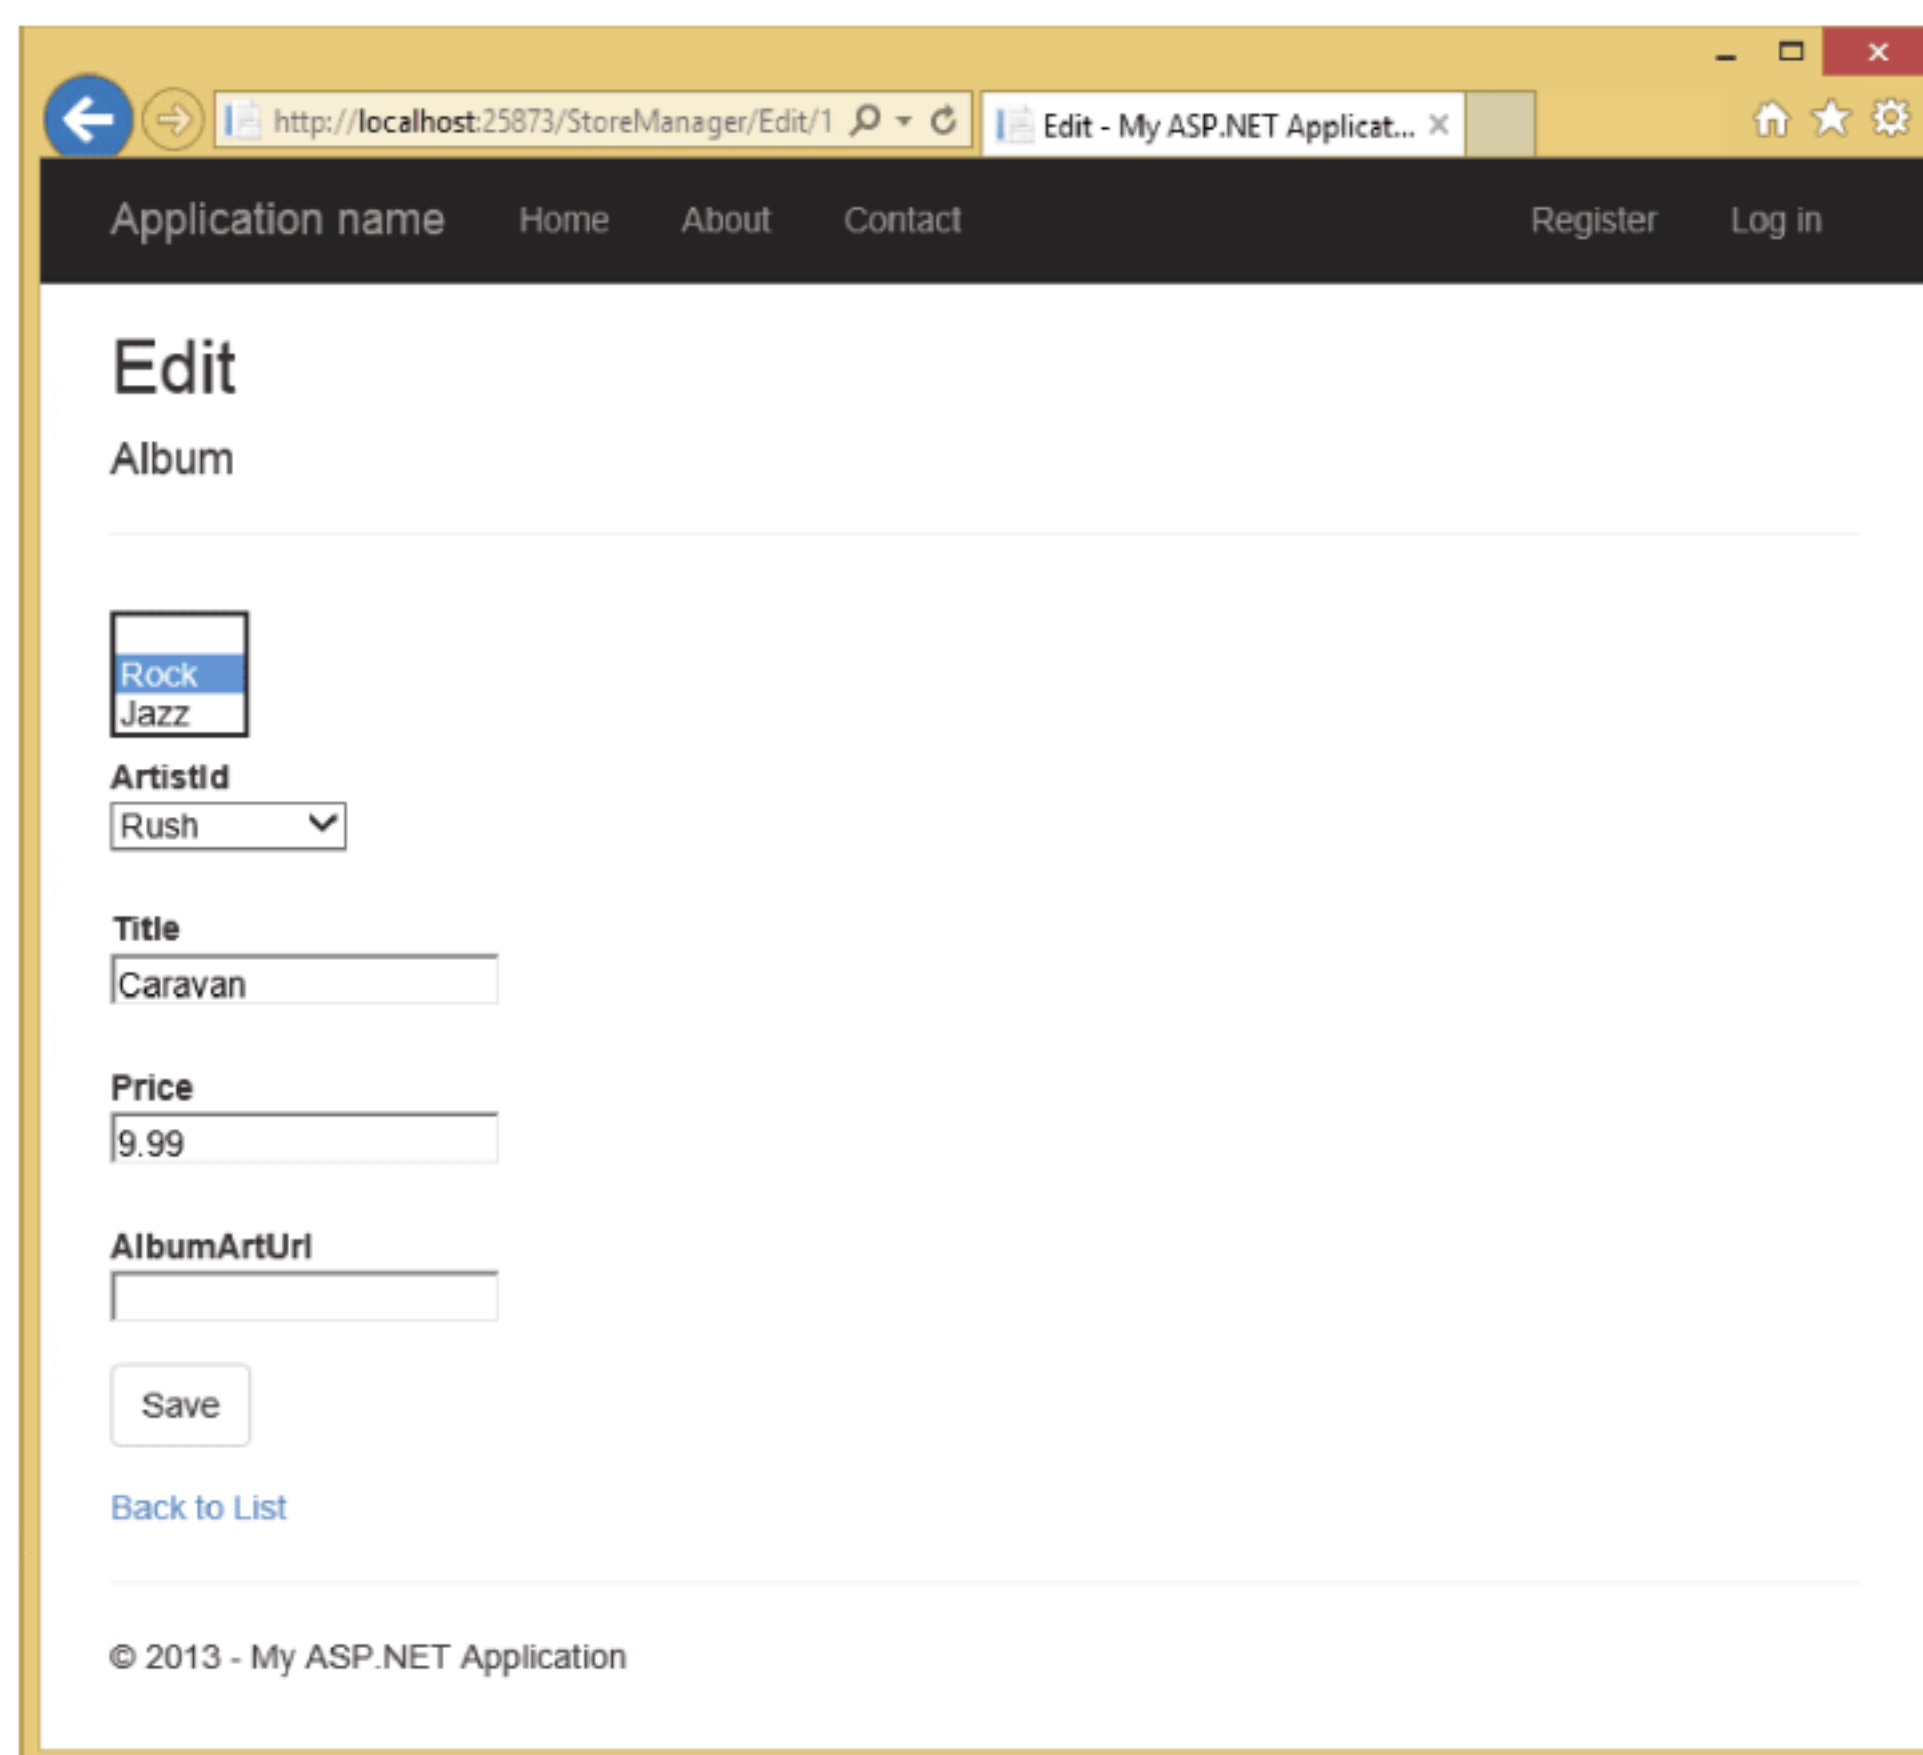 http://localhost:25873/StoreManager/Edit/1 Edit - My ASP.NET Applicat...
Application name Home About Contact Register Log in
Edit
Album
Rock
Jazz
ArtistId
Rush
Title
Caravan
Price
9.99
AlbumArtUrl
Save
Back to List
© 2013 - My ASP.NET Application